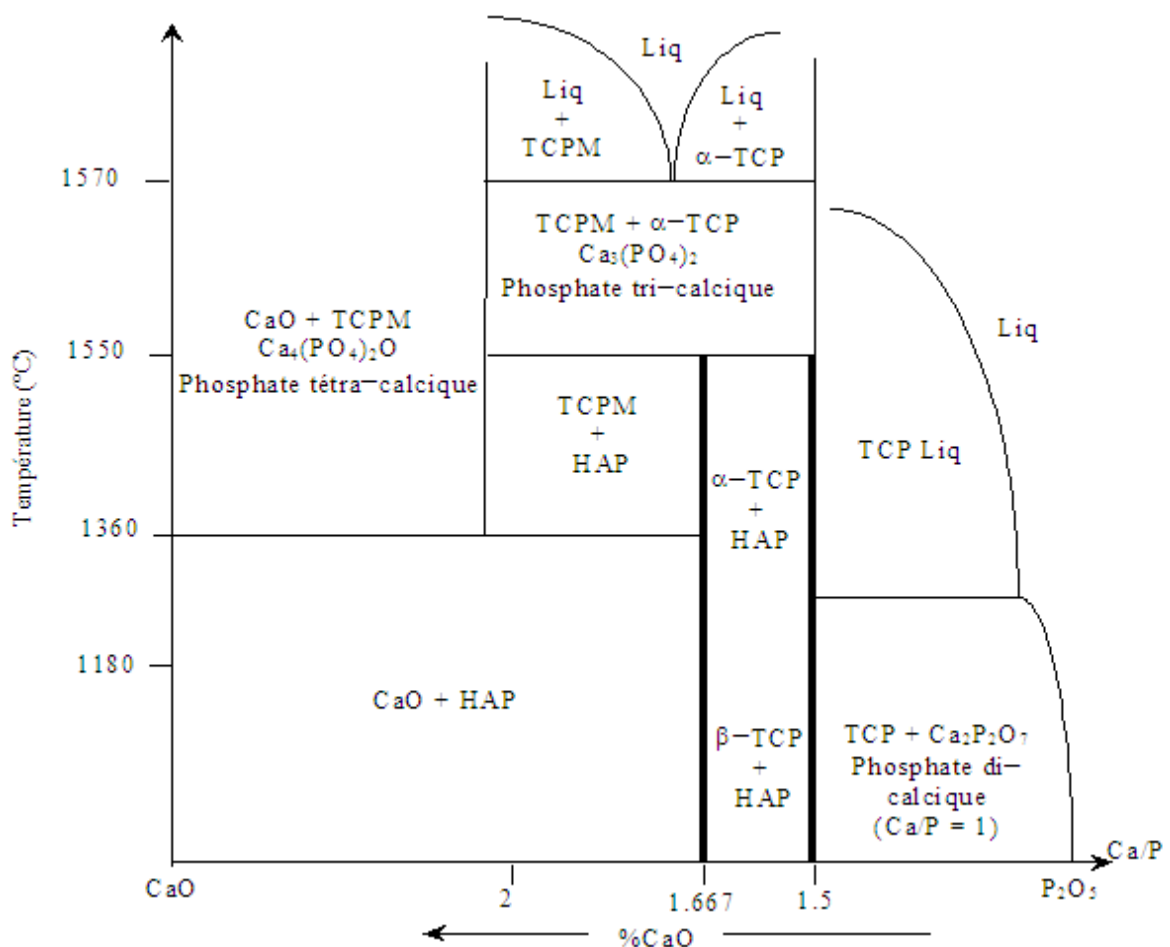 Liq
Liq
+
TCPM
Liq
+
α−TCP
1570
TCPM + α−TCP
Ca₃(PO₄)₂
Phosphate tri−calcique
CaO + TCPM
Ca₄(PO₄)₂O
Phosphate tétra−calcique
Liq
1550
Température (°C)
TCPM
+
HAP
α−TCP
+
HAP
TCP Liq
1360
1180
CaO + HAP
β−TCP
+
HAP
TCP + Ca₂P₂O₇
Phosphate di−
calcique
(Ca/P = 1)
Ca/P
CaO
2
1.667
1.5
P₂O₅
%CaO